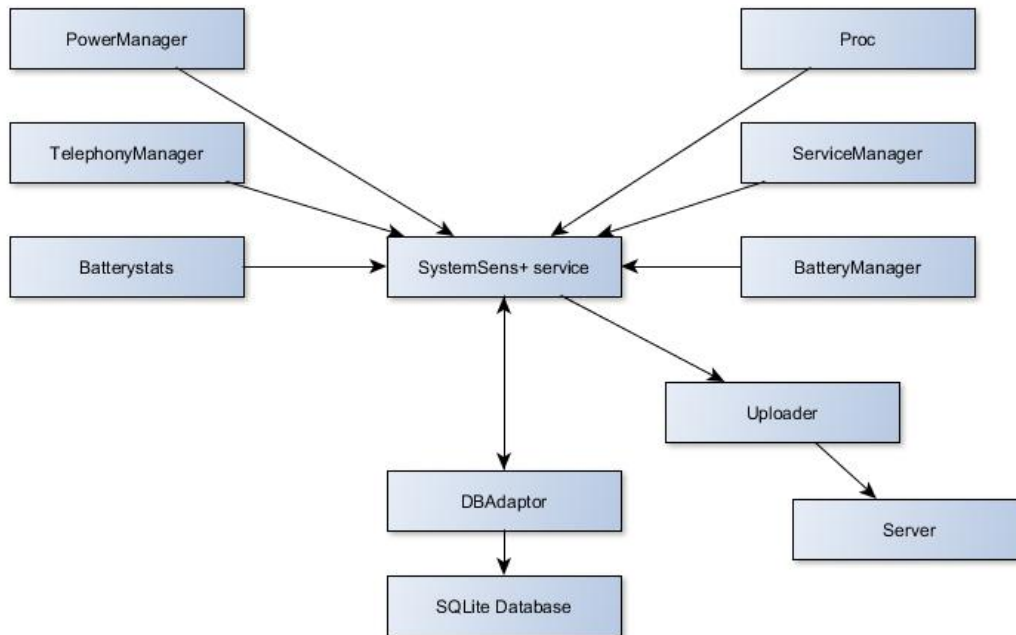 PowerManager
Proc
TelephonyManager
ServiceManager
Batterystats
SystemSens+ service
BatteryManager
Uploader
DBAdaptor
Server
SQLite Database